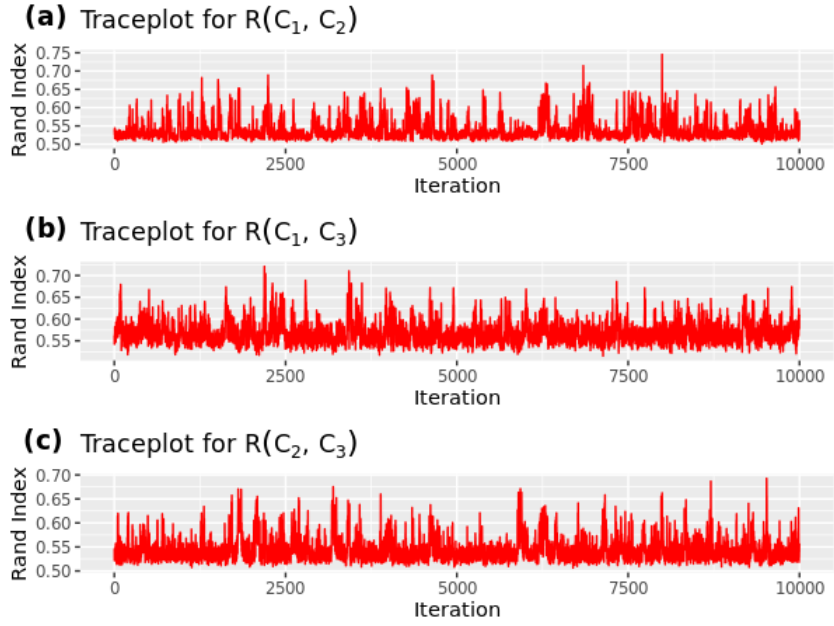 (a) Traceplot for R(C₁, C₂)
Rand Index
0.75
0.70
0.65
0.60
0.55
0.50
0 2500 5000 7500 10000
Iteration
(b) Traceplot for R(C₁, C₃)
Rand Index
0.70
0.65
0.60
0.55
0 2500 5000 7500 10000
Iteration
(c) Traceplot for R(C₂, C₃)
Rand Index
0.70
0.65
0.60
0.55
0.50
0 2500 5000 7500 10000
Iteration